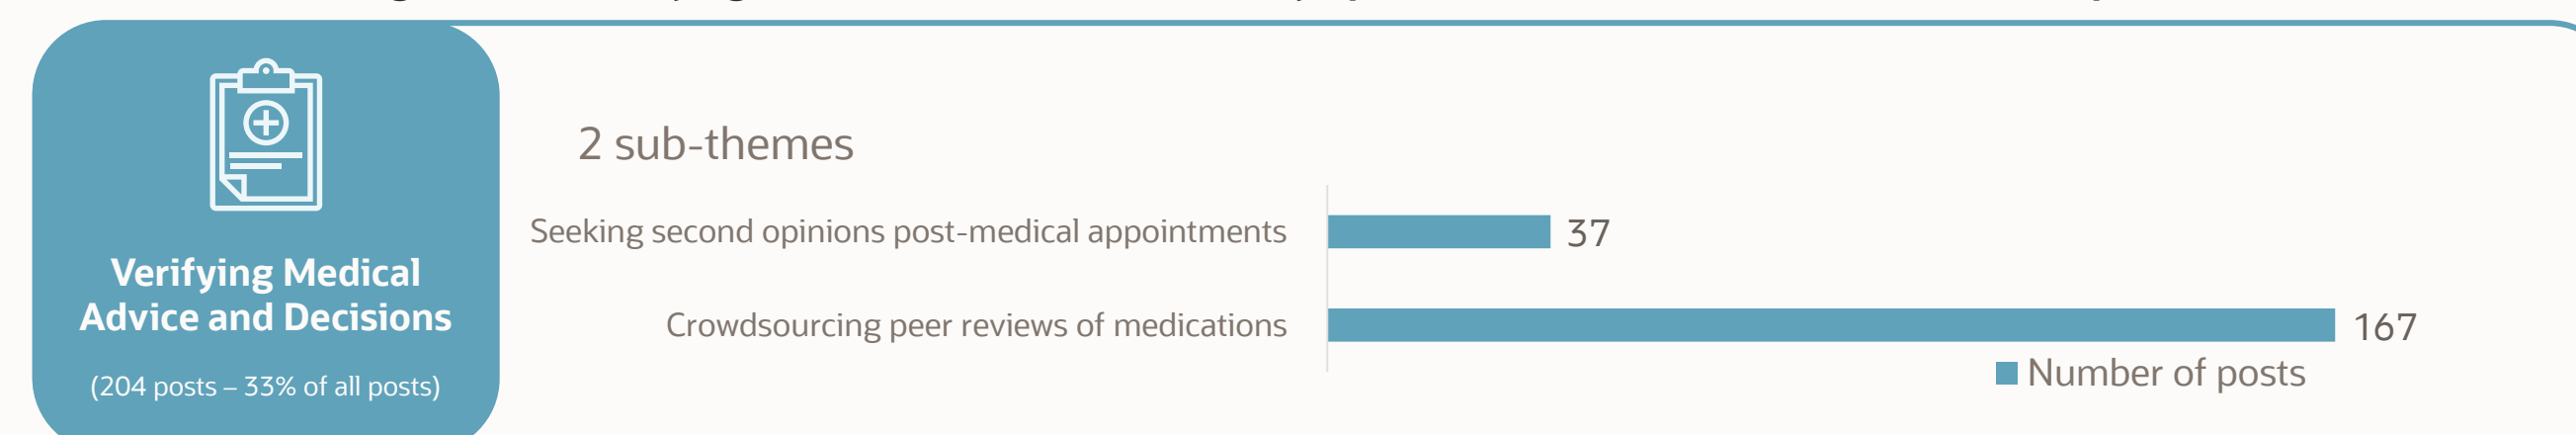 Verifying Medical
Advice and Decisions
(204 posts – 33% of all posts)
2 sub-themes
Seeking second opinions post-medical appointments
37
Crowdsourcing peer reviews of medications
167
Number of posts